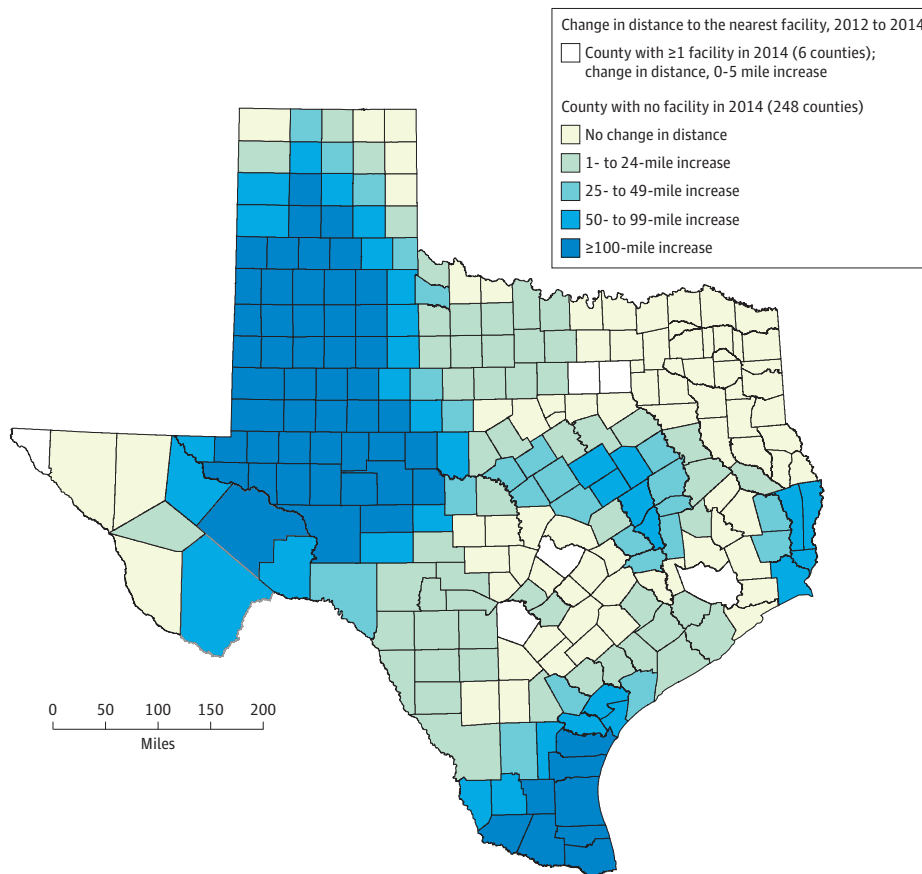 Change in distance to the nearest facility, 2012 to 2014
County with ≥1 facility in 2014 (6 counties);
change in distance, 0-5 mile increase
County with no facility in 2014 (248 counties)
No change in distance
1- to 24-mile increase
25- to 49-mile increase
50- to 99-mile increase
≥100-mile increase
0 50 100 150 200
Miles